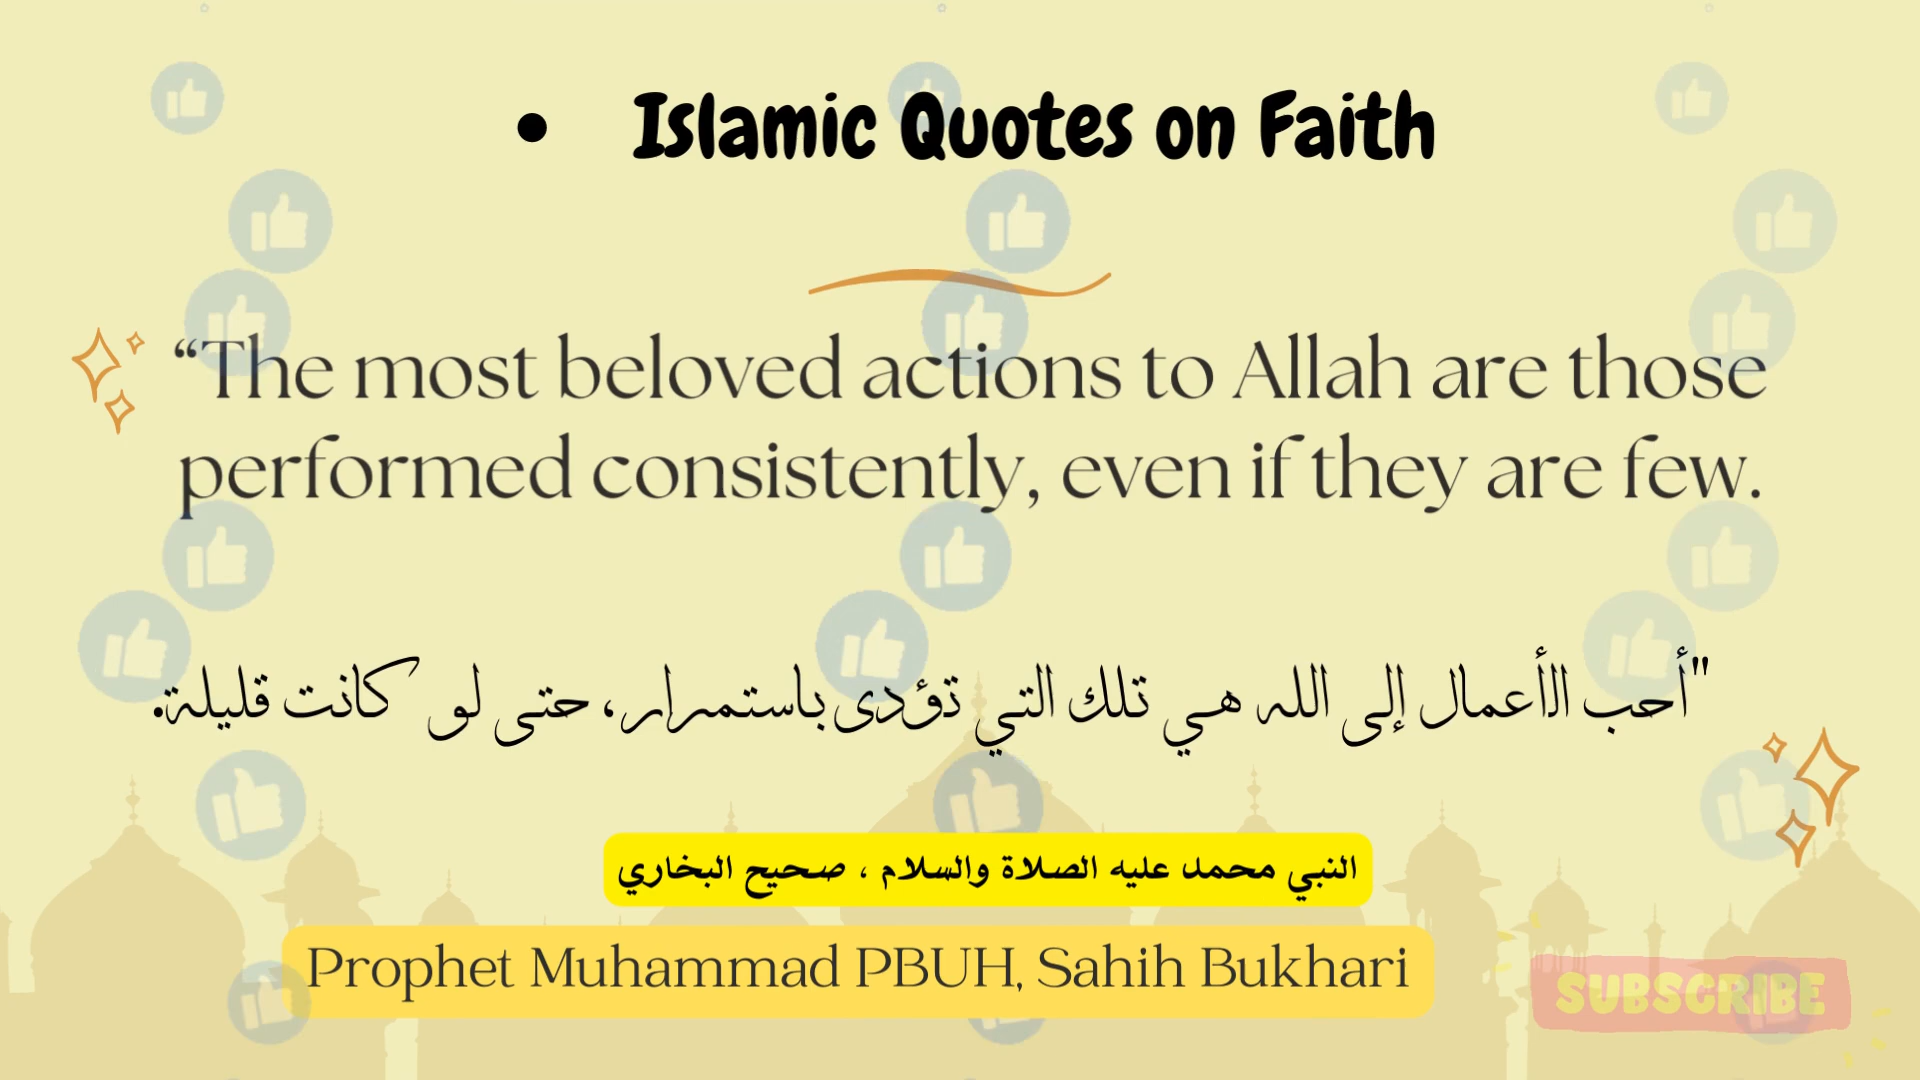 • Islamic Quotes on Faith
“The most beloved actions to Allah are those
performed consistently, even if they are few.
"أحب الأعمال إلى الله هي تلك التي تؤدى باستمرار، حتى لو كانت قليلة.
النبي محمد عليه الصلاة والسلام ، صحيح البخاري
Prophet Muhammad PBUH, Sahih Bukhari
SUBSCRIBE